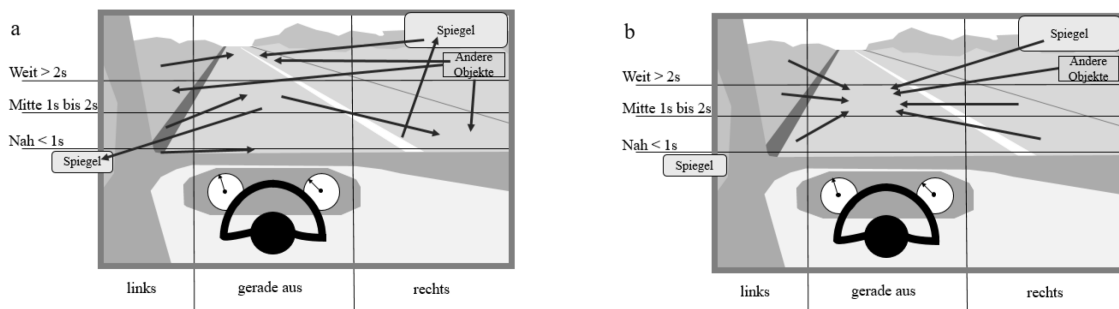 a
Spiegel
Andere
Objekte
Weit > 2s
Mitte 1s bis 2s
Nah < 1s
Spiegel
links
gerade aus
rechts
b
Spiegel
Andere
Objekte
Weit > 2s
Mitte 1s bis 2s
Nah < 1s
Spiegel
links
gerade aus
rechts